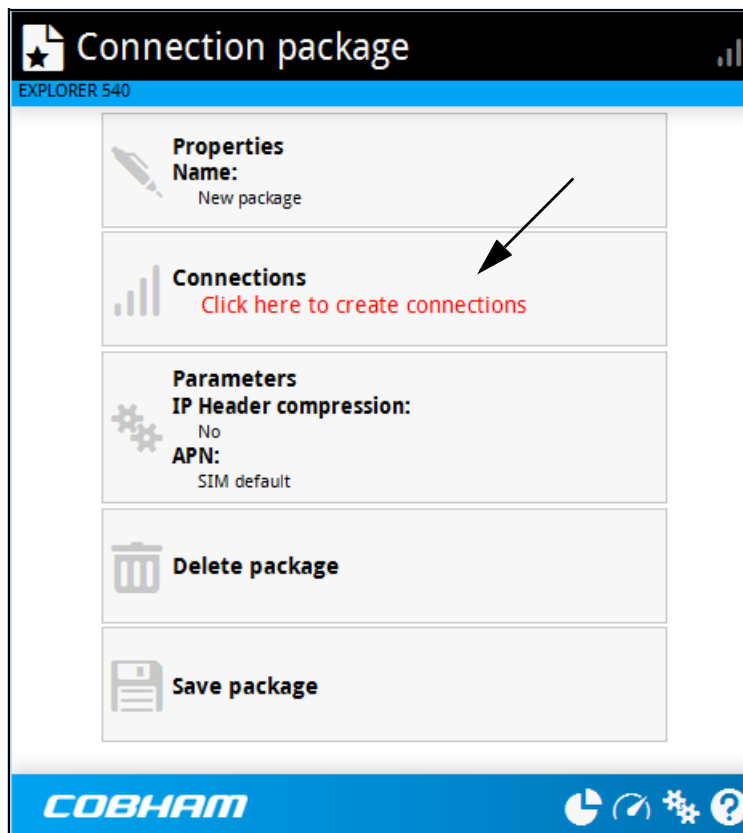 Connection package
EXPLORER 540
Properties
Name:
New package
Connections
Click here to create connections
Parameters
IP Header compression:
No
APN:
SIM default
Delete package
Save package
COBHAM
?